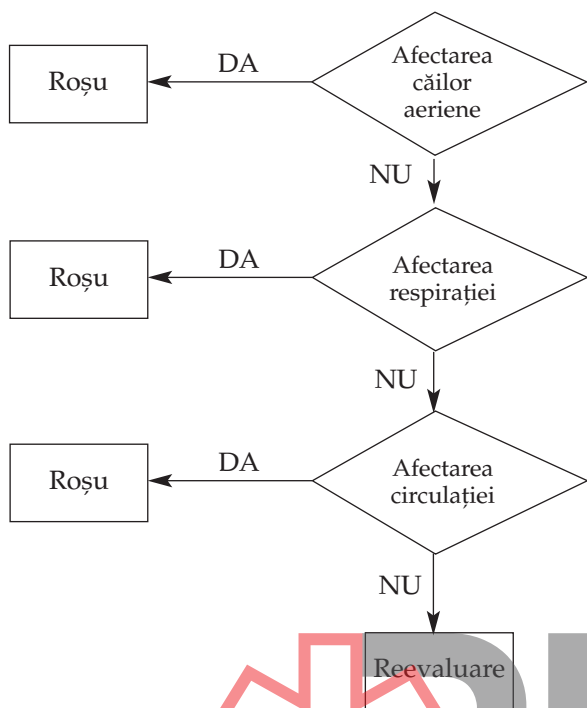 Afectarea
căilor
aeriene
DA
Roșu
NU
Afectarea
respirației
DA
Roșu
NU
Afectarea
circulației
DA
Roșu
NU
Reevaluare